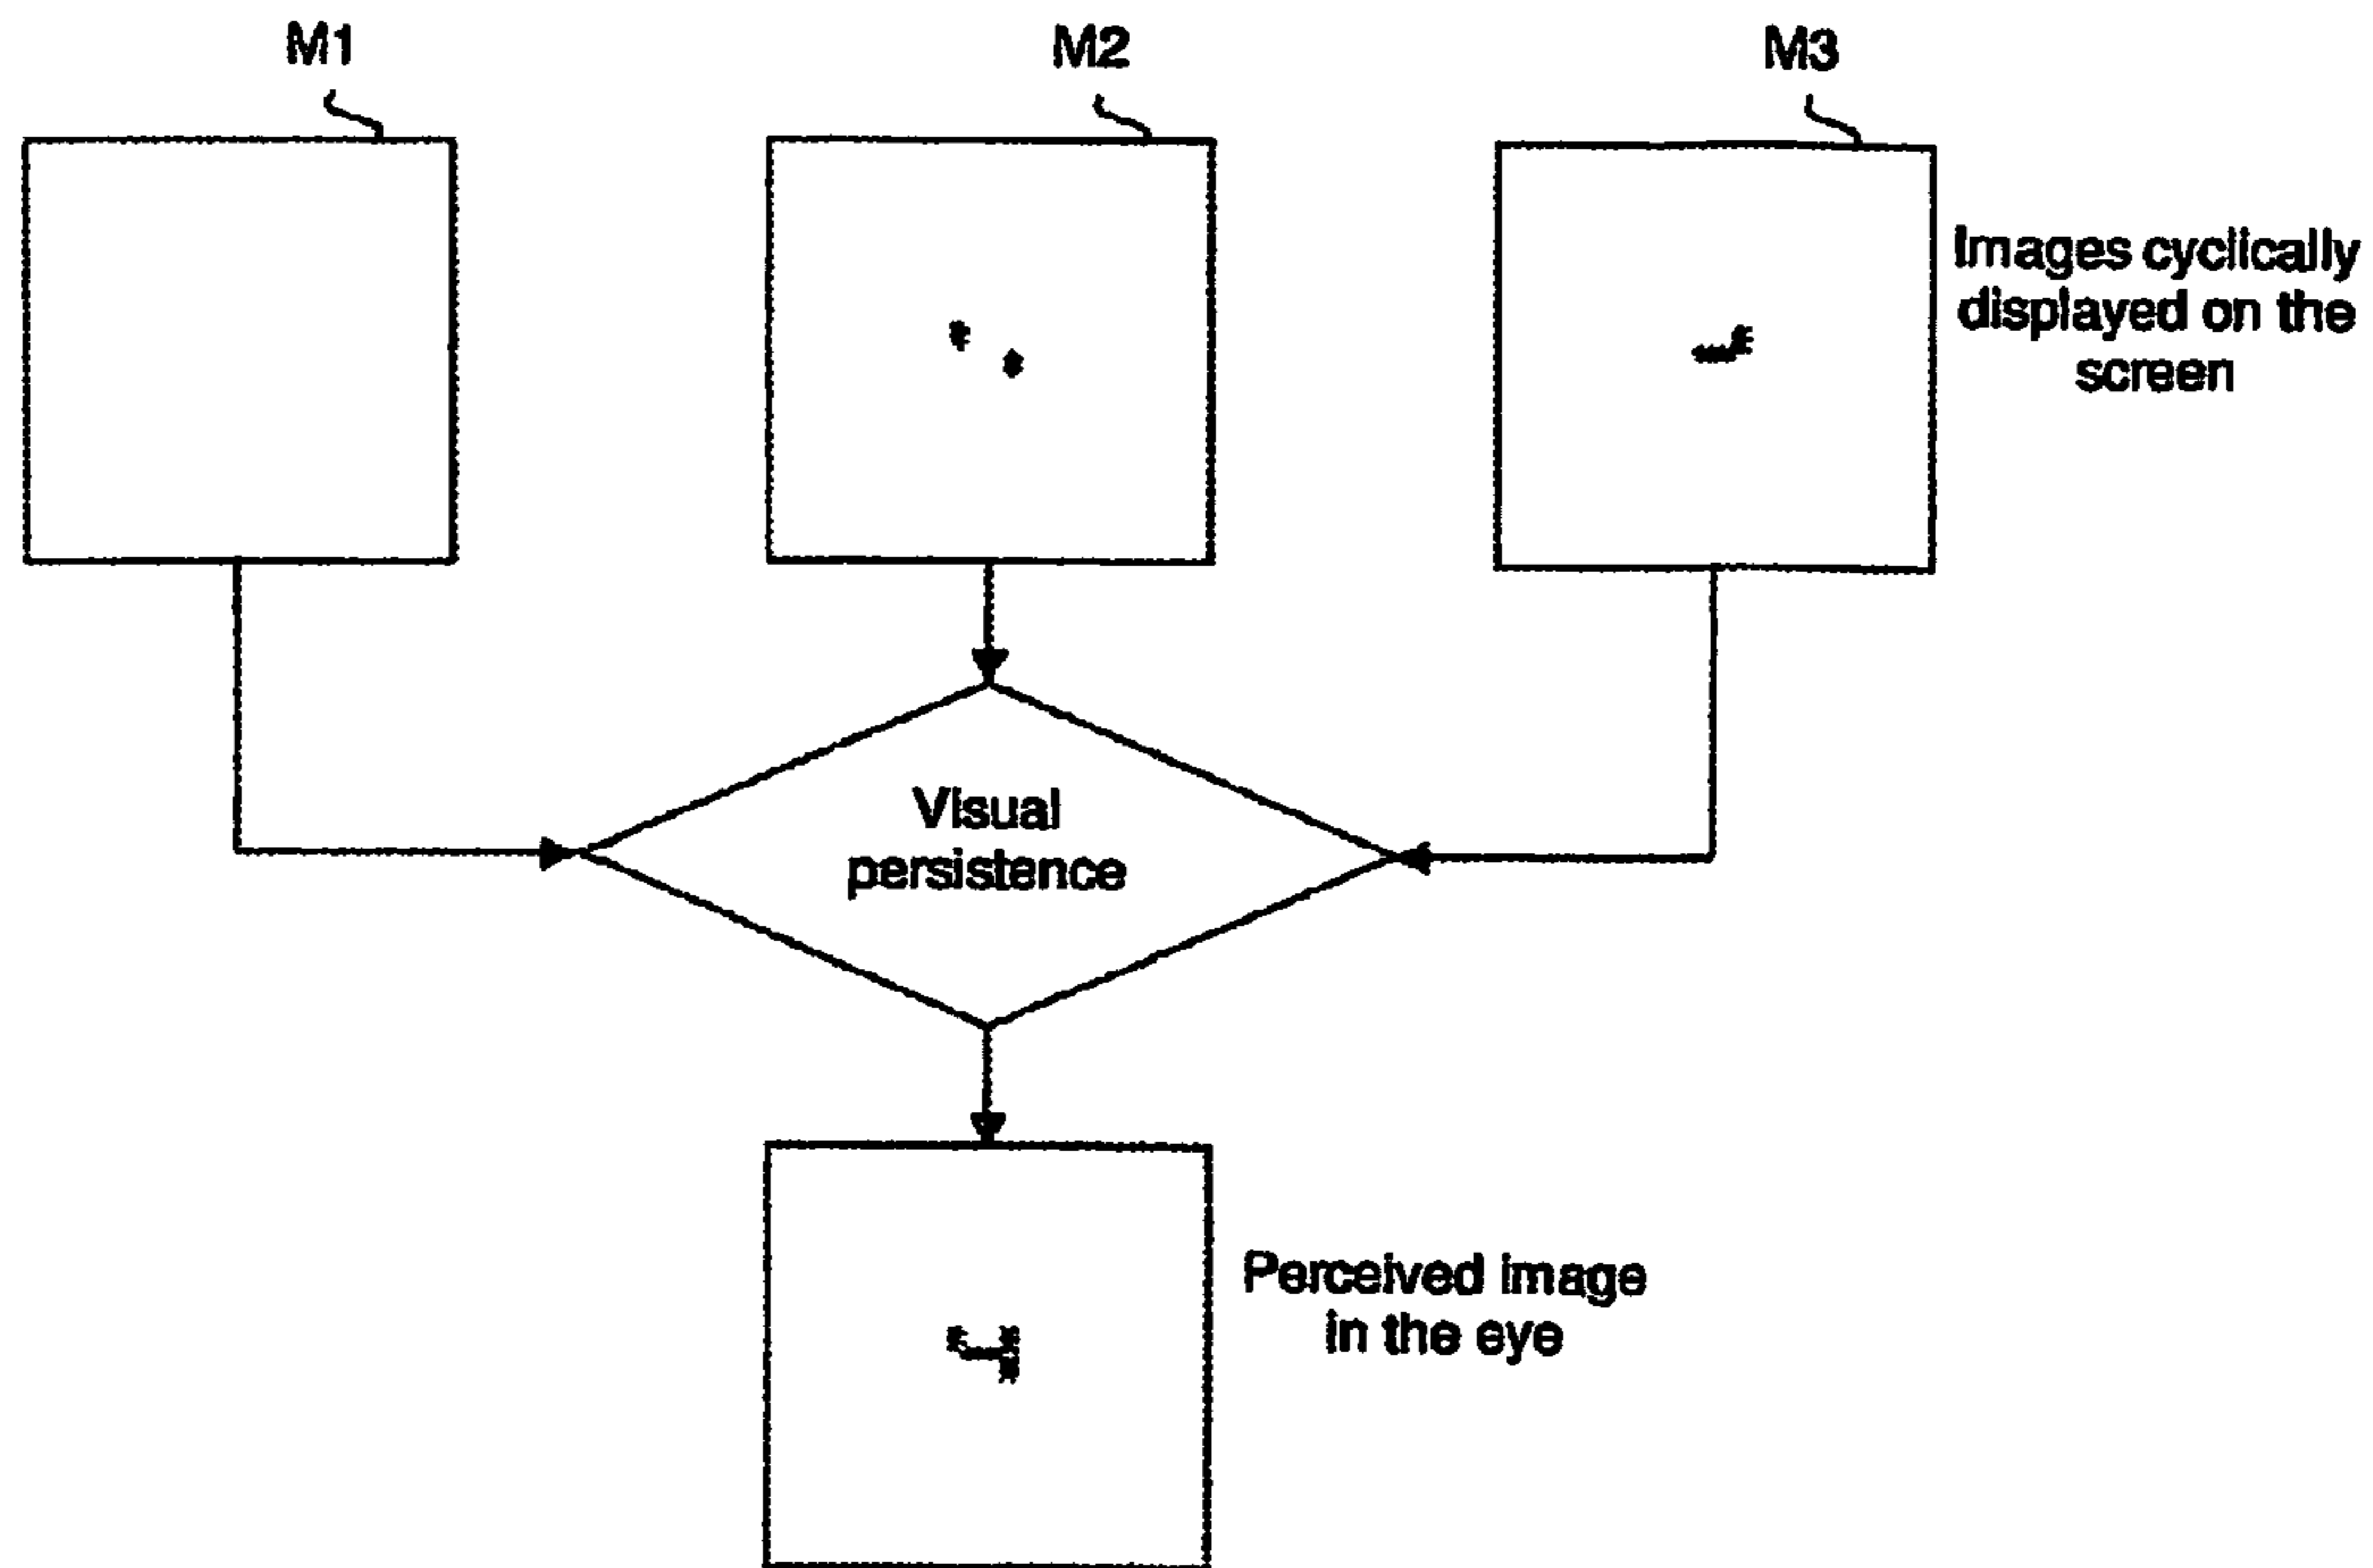 M1
M2
M3
Images cyclically
displayed on the
screen
Visual
persistence
Perceived image
in the eye